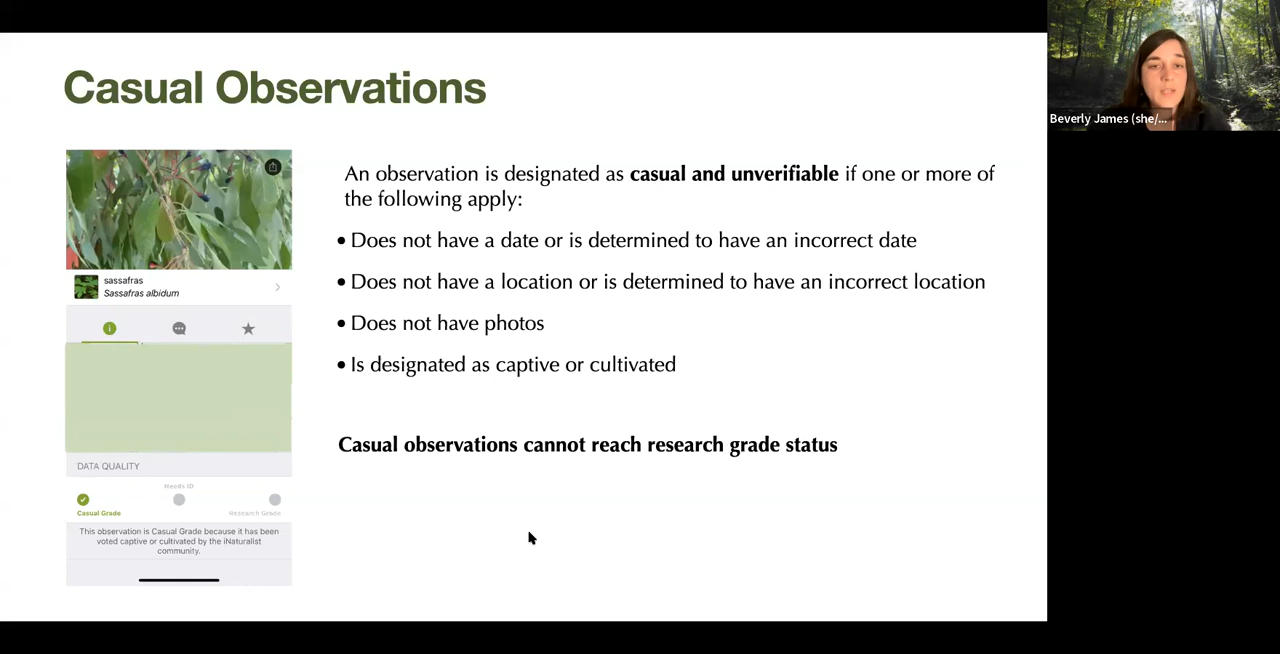 Casual Observations
sassafras
Sassafras albidum
DATA QUALITY
Needs ID
Casual Grade
Research Grade
This observation is Casual Grade because it has been
voted captive or cultivated by the iNaturalist
community.
An observation is designated as casual and unverifiable if one or more of
the following apply:
• Does not have a date or is determined to have an incorrect date
• Does not have a location or is determined to have an incorrect location
• Does not have photos
• Is designated as captive or cultivated
Casual observations cannot reach research grade status
Beverly James (she/...